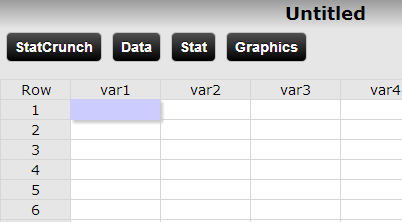 Untitled
StatCrunch Data Stat Graphics
Row var1 var2 var3 var4
1
2
3
4
5
6